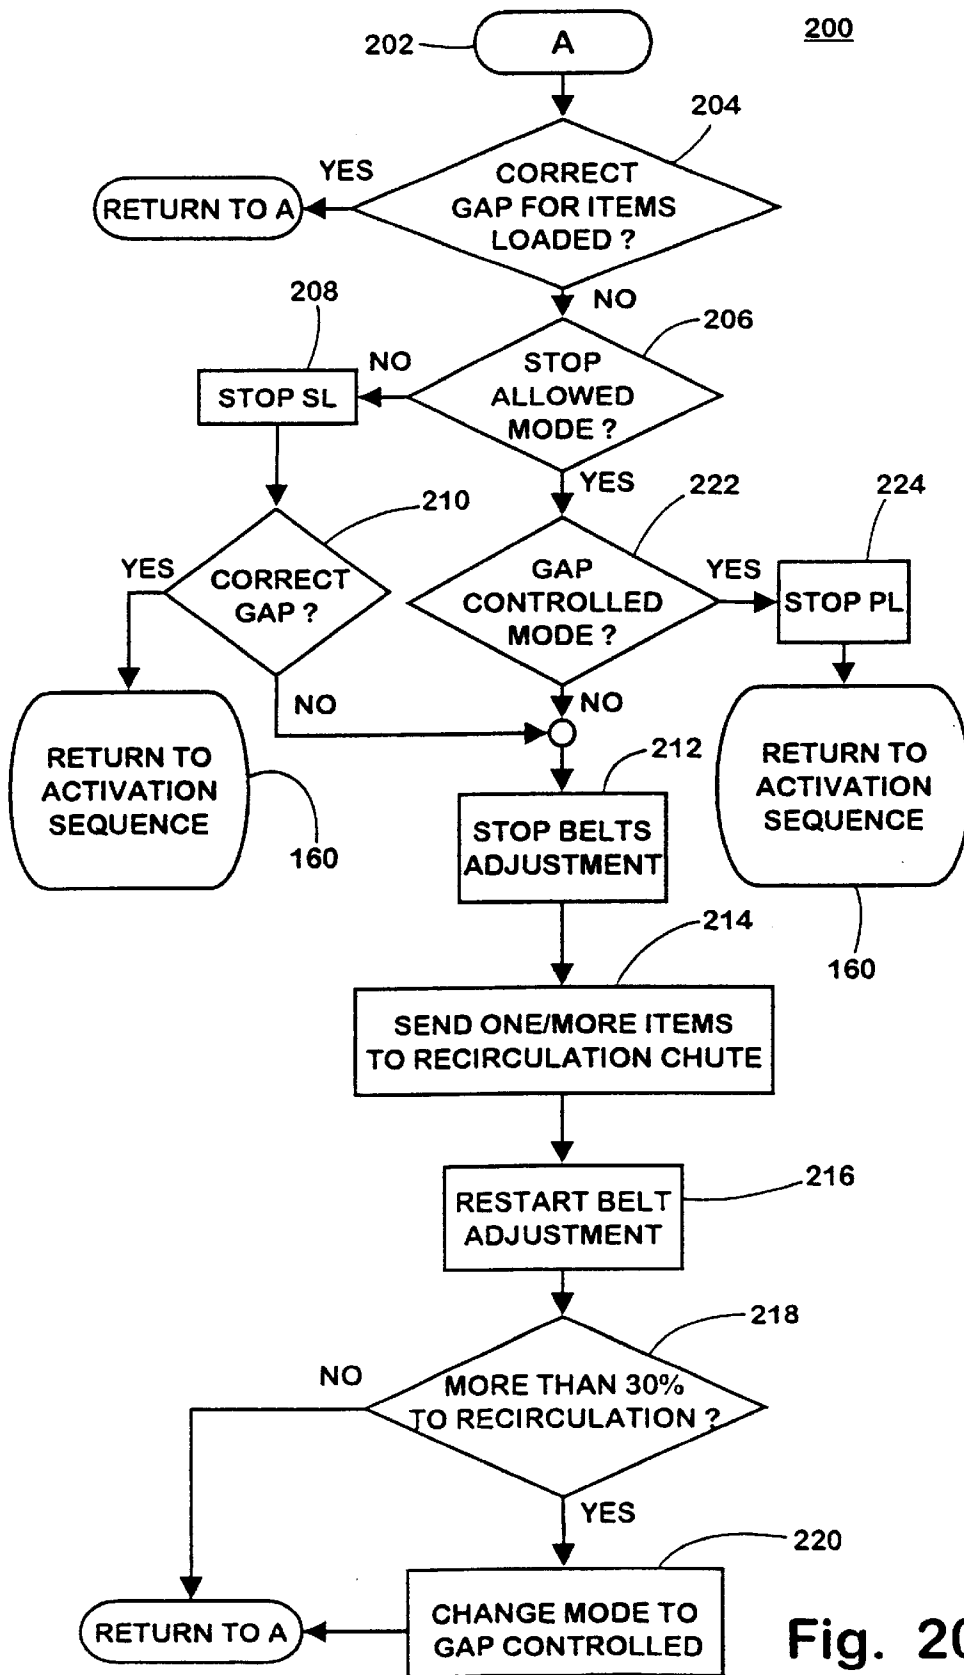 200
202
A
204
YES
CORRECT
GAP FOR ITEMS
LOADED ?
RETURN TO A
NO
208
206
NO
STOP
ALLOWED
MODE ?
STOP SL
YES
210
222
224
YES
CORRECT
GAP ?
GAP
CONTROLLED
MODE ?
YES
STOP PL
NO
NO
RETURN TO
ACTIVATION
SEQUENCE
160
212
STOP BELTS
ADJUSTMENT
RETURN TO
ACTIVATION
SEQUENCE
160
214
SEND ONE/MORE ITEMS
TO RECIRCULATION CHUTE
216
RESTART BELT
ADJUSTMENT
218
NO
MORE THAN 30%
TO RECIRCULATION ?
YES
220
RETURN TO A
CHANGE MODE TO
GAP CONTROLLED
Fig. 20